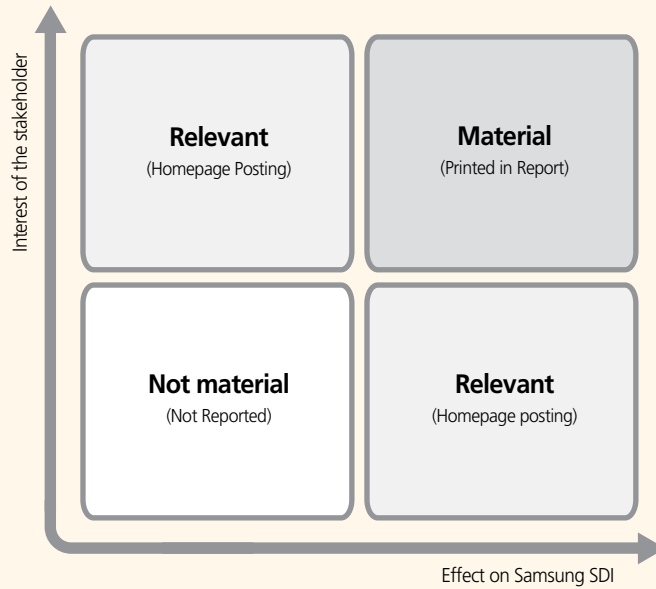 Interest of the stakeholder
Relevant
(Homepage Posting)
Material
(Printed in Report)
Not material
(Not Reported)
Relevant
(Homepage posting)
Effect on Samsung SDI